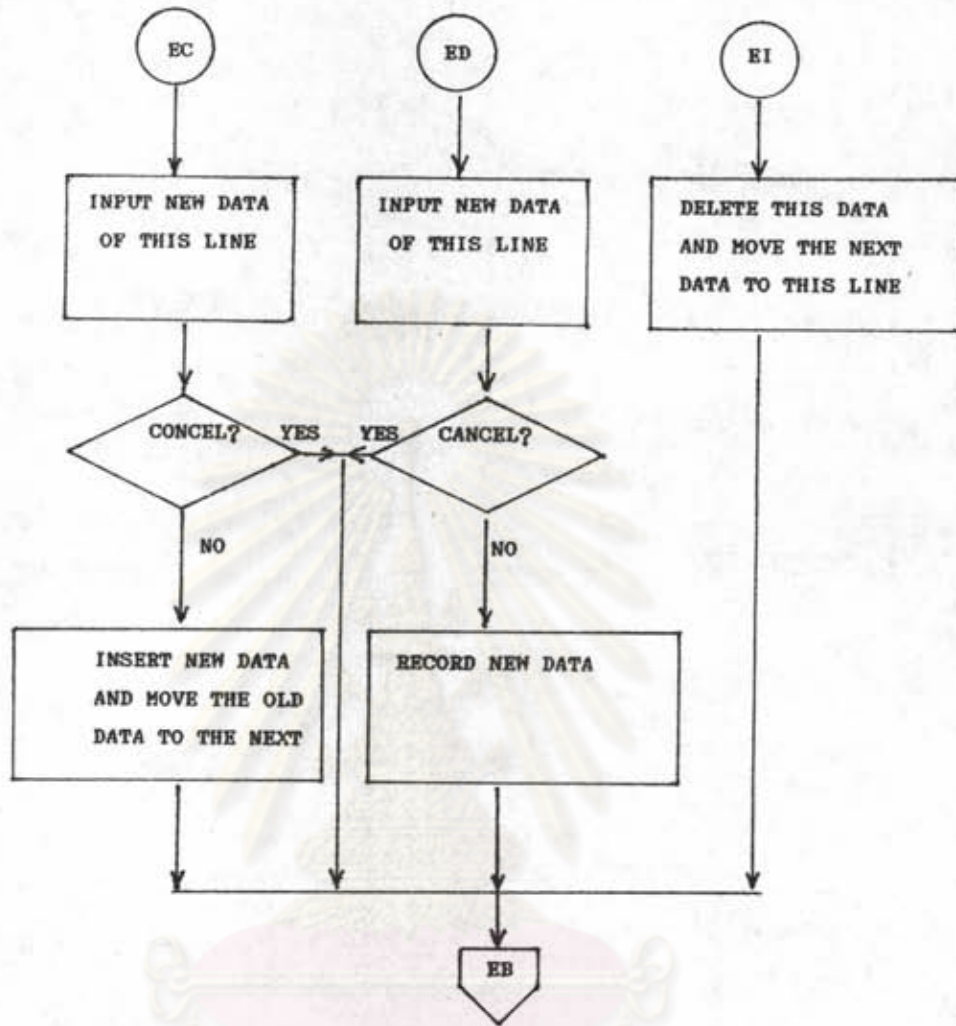 EC
ED
EI
INPUT NEW DATA
OF THIS LINE
INPUT NEW DATA
OF THIS LINE
DELETE THIS DATA
AND MOVE THE NEXT
DATA TO THIS LINE
CONCEL?
YES
YES
CANCEL?
NO
NO
INSERT NEW DATA
AND MOVE THE OLD
DATA TO THE NEXT
RECORD NEW DATA
EB